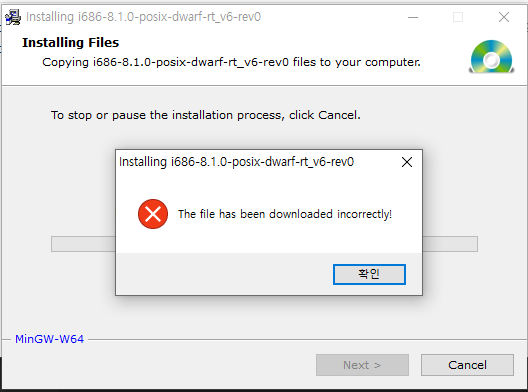 Installing i686-8.1.0-posix-dwarf-rt_v6-rev0
Installing Files
Copying i686-8.1.0-posix-dwarf-rt_v6-rev0 files to your computer.
To stop or pause the installation process, click Cancel.
Installing i686-8.1.0-posix-dwarf-rt_v6-rev0
The file has been downloaded incorrectly!
확인
MinGW-W64
Next >
Cancel